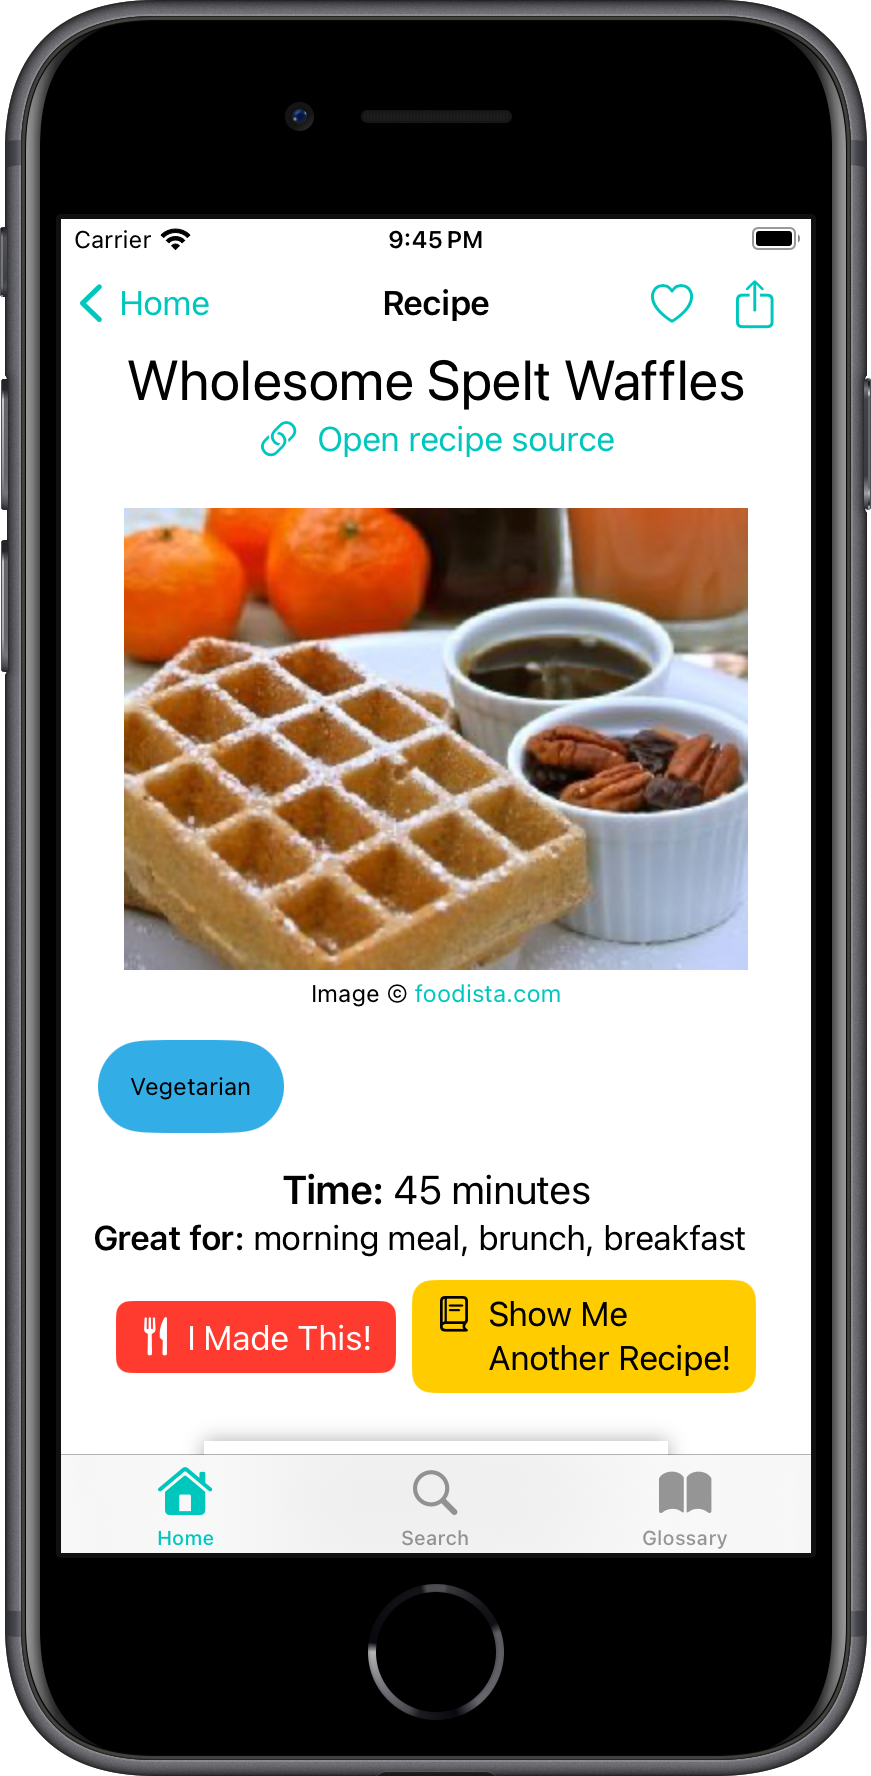 Carrier 9:45 PM
Home Recipe
Wholesome Spelt Waffles
Open recipe source
Image © foodista.com
Vegetarian
Time: 45 minutes
Great for: morning meal, brunch, breakfast
I Made This!
Show Me
Another Recipe!
Home Search Glossary